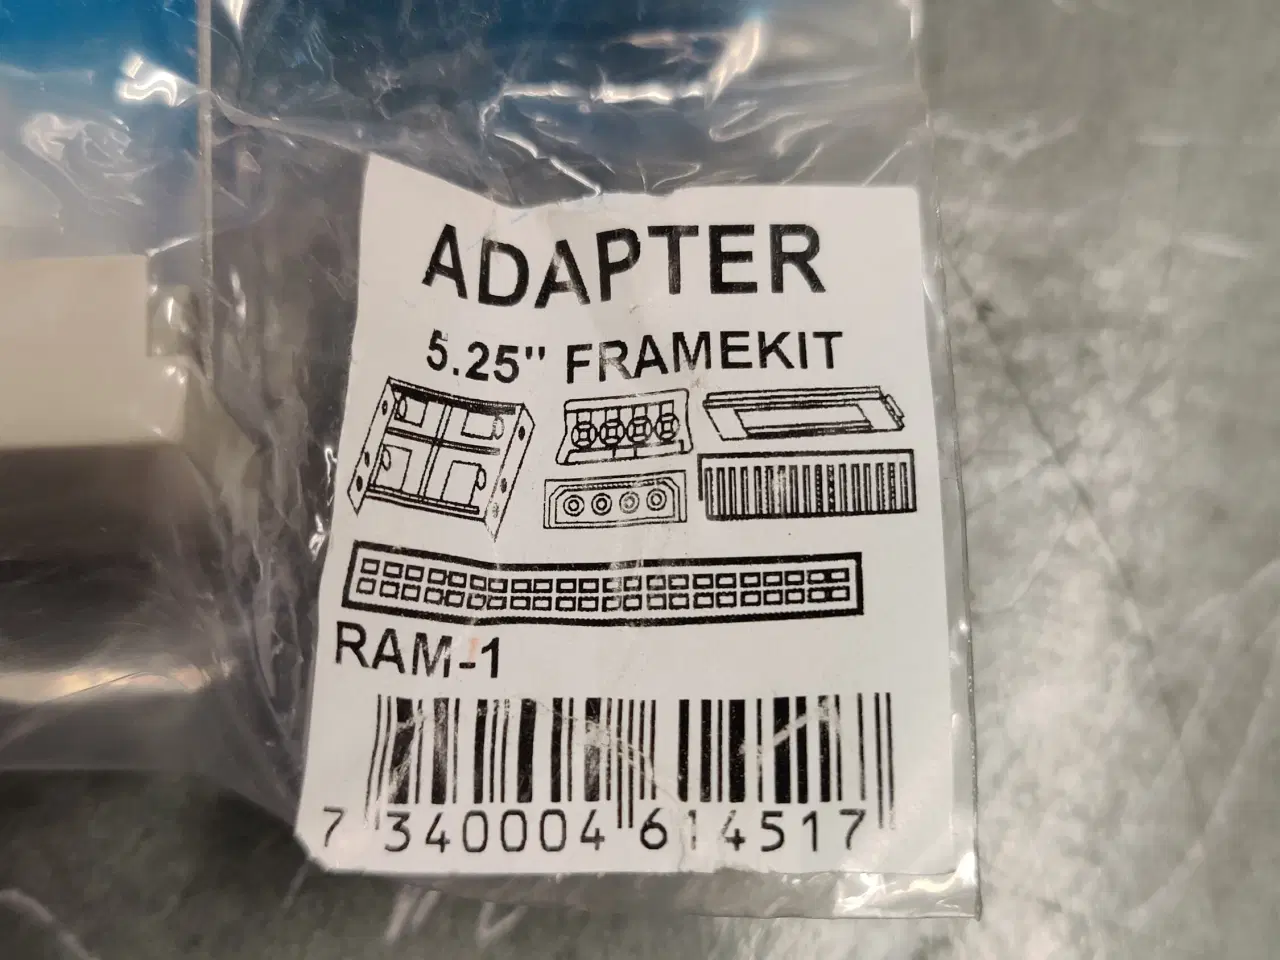 ADAPTER
5.25" FRAMEKIT
RAM-1
7 340004 614517